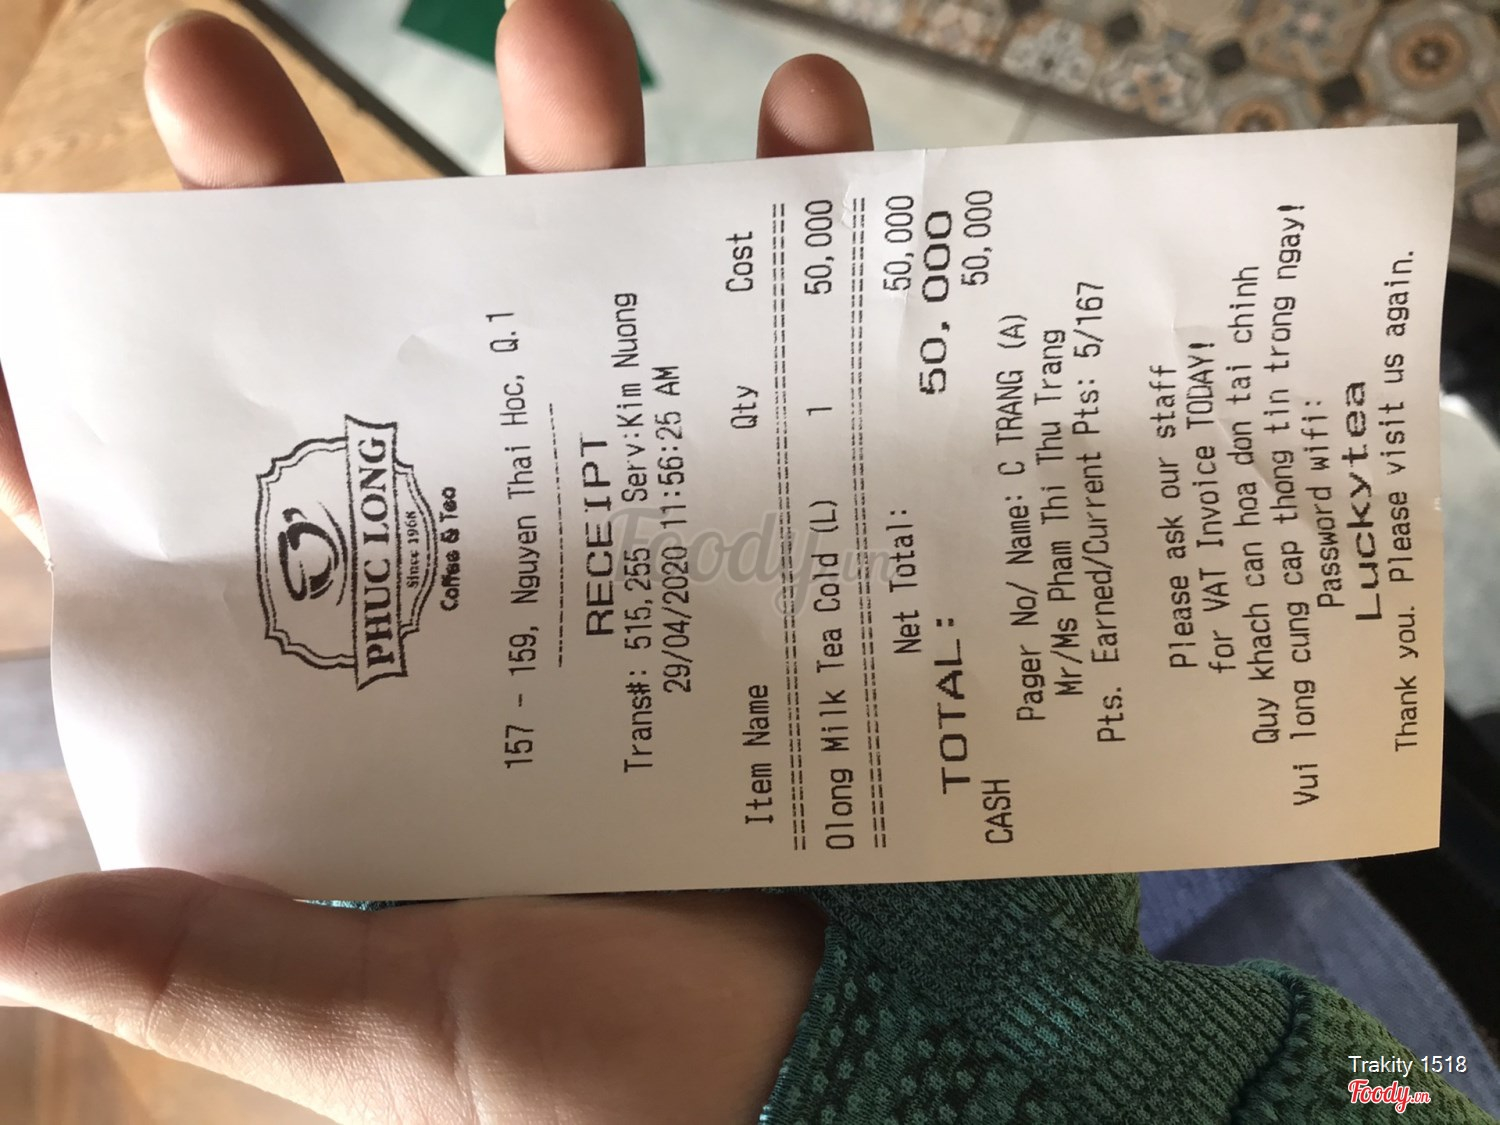 PHUC LONG
Since 1968
Coffee & Tea
157 - 159, Nguyen Thai Hoc, Q.1
RECEIPT
Trans#: 515,255 Serv:Kim Nuong
29/04/2020 11:56:25 AM
Item Name Qty Cost
Olong Milk Tea Cold (L) 1 50,000
Net Total: 50,000
TOTAL: 50,000
CASH 50,000
Pager No/ Name: C TRANG (A)
Mr/Ms Pham Thi Thu Trang
Pts. Earned/Current Pts: 5/167
Please ask our staff
for VAT Invoice TODAY!
Quy khach can hoa don tai chinh
Vui long cung cap thong tin trong ngay!
Password wifi:
Luckytea
Thank you. Please visit us again.
Foody.vn
Trakity 1518
Foody.vn